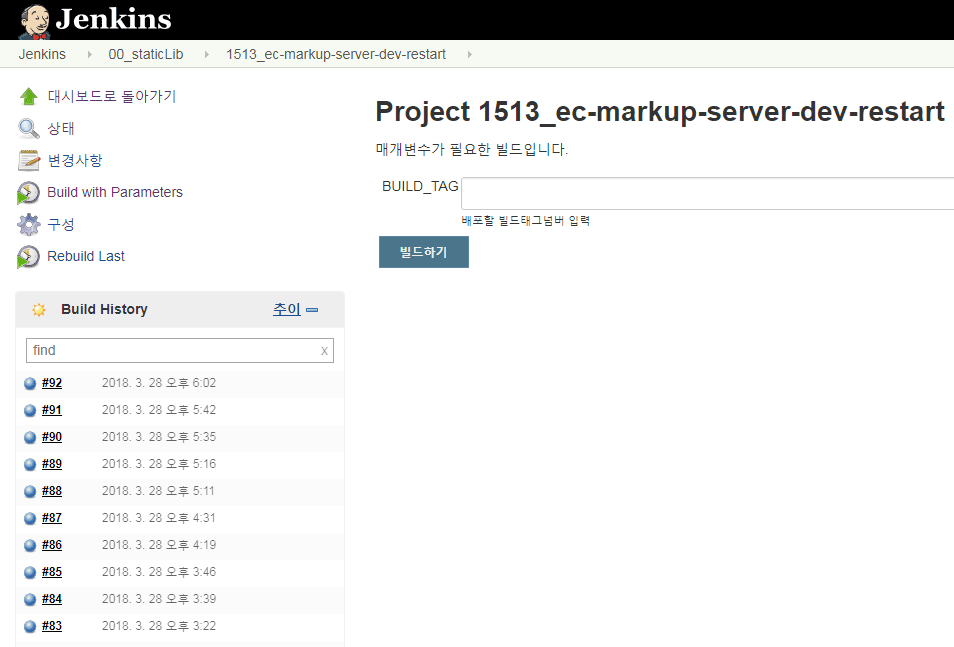 Jenkins
Jenkins 00_staticLib 1513_ec-markup-server-dev-restart
대시보드로 돌아가기
상태
변경사항
Build with Parameters
구성
Rebuild Last
Build History 추이
find x
#92 2018. 3. 28 오후 6:02
#91 2018. 3. 28 오후 5:42
#90 2018. 3. 28 오후 5:35
#89 2018. 3. 28 오후 5:16
#88 2018. 3. 28 오후 5:11
#87 2018. 3. 28 오후 4:31
#86 2018. 3. 28 오후 4:19
#85 2018. 3. 28 오후 3:46
#84 2018. 3. 28 오후 3:39
#83 2018. 3. 28 오후 3:22
Project 1513_ec-markup-server-dev-restart
매개변수가 필요한 빌드입니다.
BUILD_TAG
배포할 빌드태그넘버 입력
빌드하기